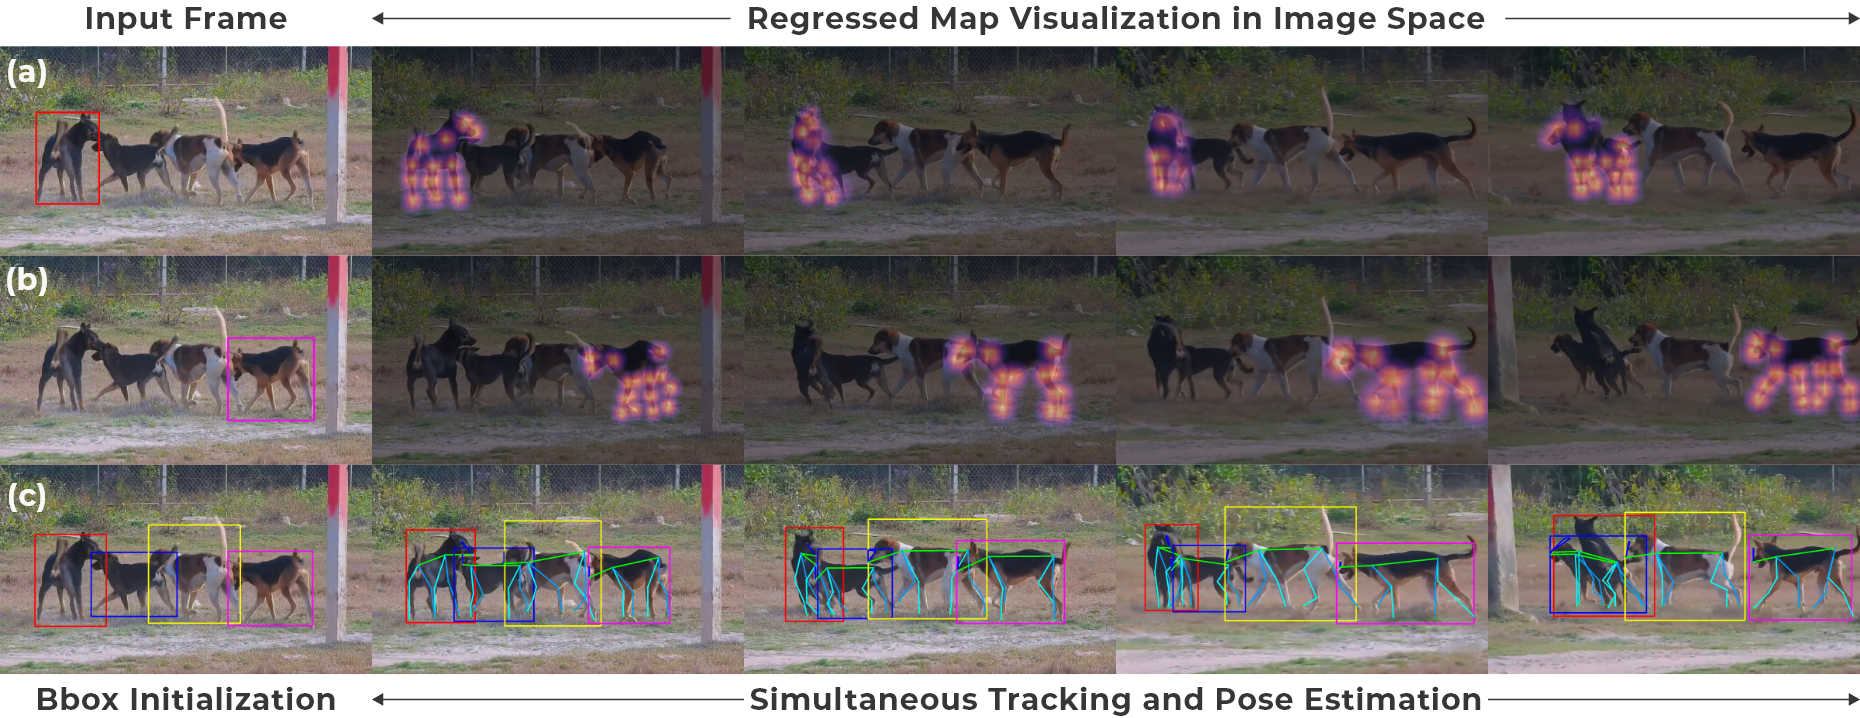 Input Frame
Regressed Map Visualization in Image Space
(a)
(b)
(c)
Bbox Initialization
Simultaneous Tracking and Pose Estimation